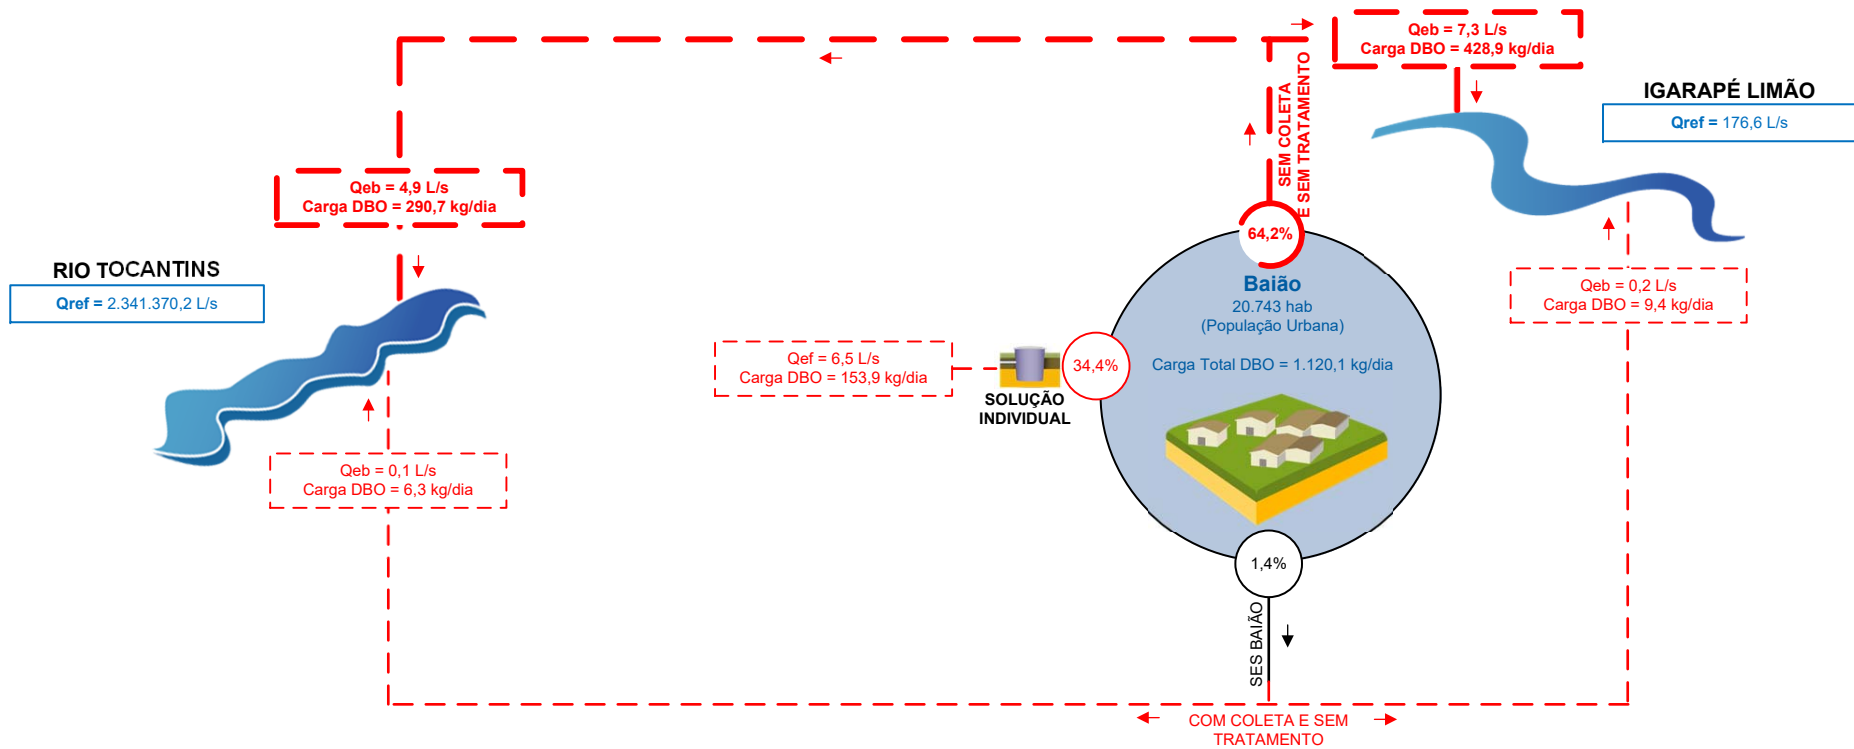 Qeb = 7,3 L/s
Carga DBO = 428,9 kg/dia
IGARAPÉ LIMÃO
Qref = 176,6 L/s
SEM COLETA
E SEM TRATAMENTO
Qeb = 4,9 L/s
Carga DBO = 290,7 kg/dia
RIO TOCANTINS
Qref = 2.341.370,2 L/s
64,2%
Baião
20.743 hab
(População Urbana)
Carga Total DBO = 1.120,1 kg/dia
Qeb = 0,2 L/s
Carga DBO = 9,4 kg/dia
Qef = 6,5 L/s
Carga DBO = 153,9 kg/dia
34,4%
SOLUÇÃO
INDIVIDUAL
Qeb = 0,1 L/s
Carga DBO = 6,3 kg/dia
1,4%
SES BAIÃO
COM COLETA E SEM
TRATAMENTO